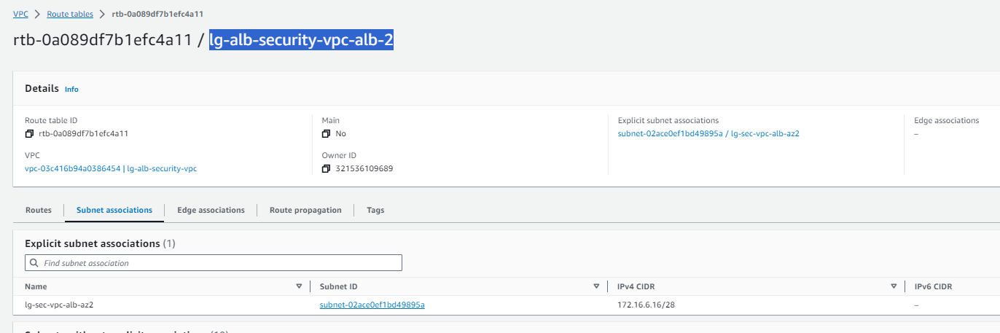 VPC > Route tables > rtb-0a089df7b1efc4a11
rtb-0a089df7b1efc4a11 / lg-alb-security-vpc-alb-2
Details Info
Route table ID
rtb-0a089df7b1efc4a11
Main
No
Explicit subnet associations
subnet-02ace0ef1bd49895a / lg-sec-vpc-alb-az2
Edge associations
–
VPC
vpc-03c416b94a0386454 | lg-alb-security-vpc
Owner ID
321536109689
Routes Subnet associations Edge associations Route propagation Tags
Explicit subnet associations (1)
Find subnet association
Name Subnet ID IPv4 CIDR IPv6 CIDR
lg-sec-vpc-alb-az2 subnet-02ace0ef1bd49895a 172.16.6.16/28 –